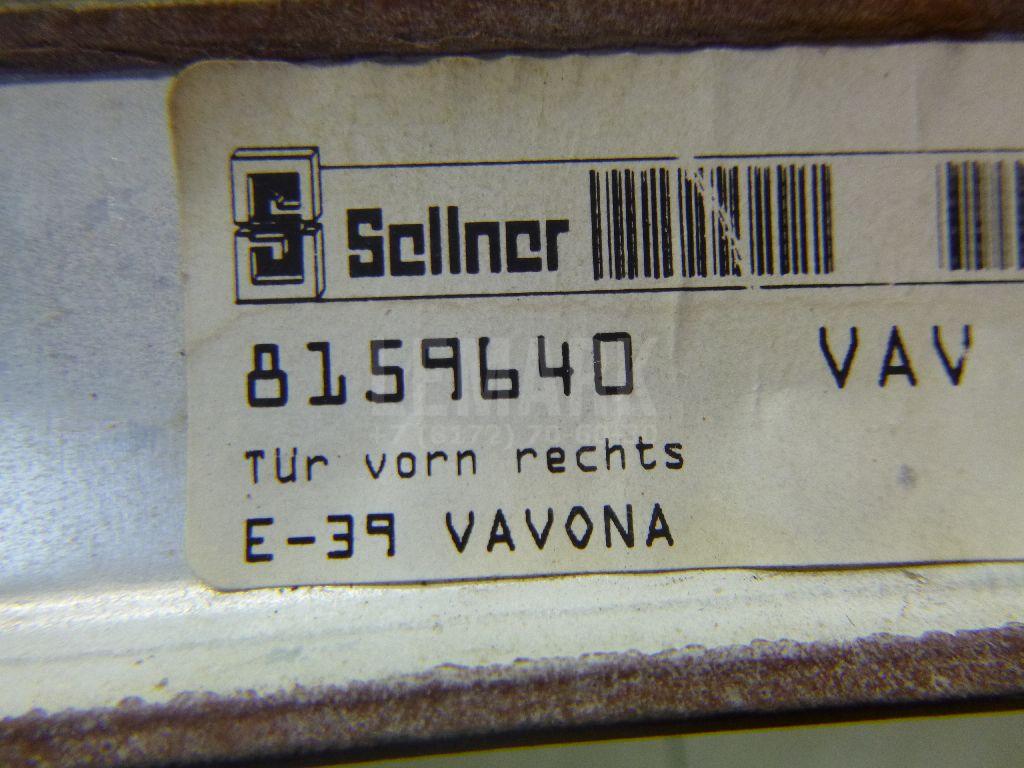 Sellner
8159640 VAV
Tür vorn rechts
E-39 VAVONA